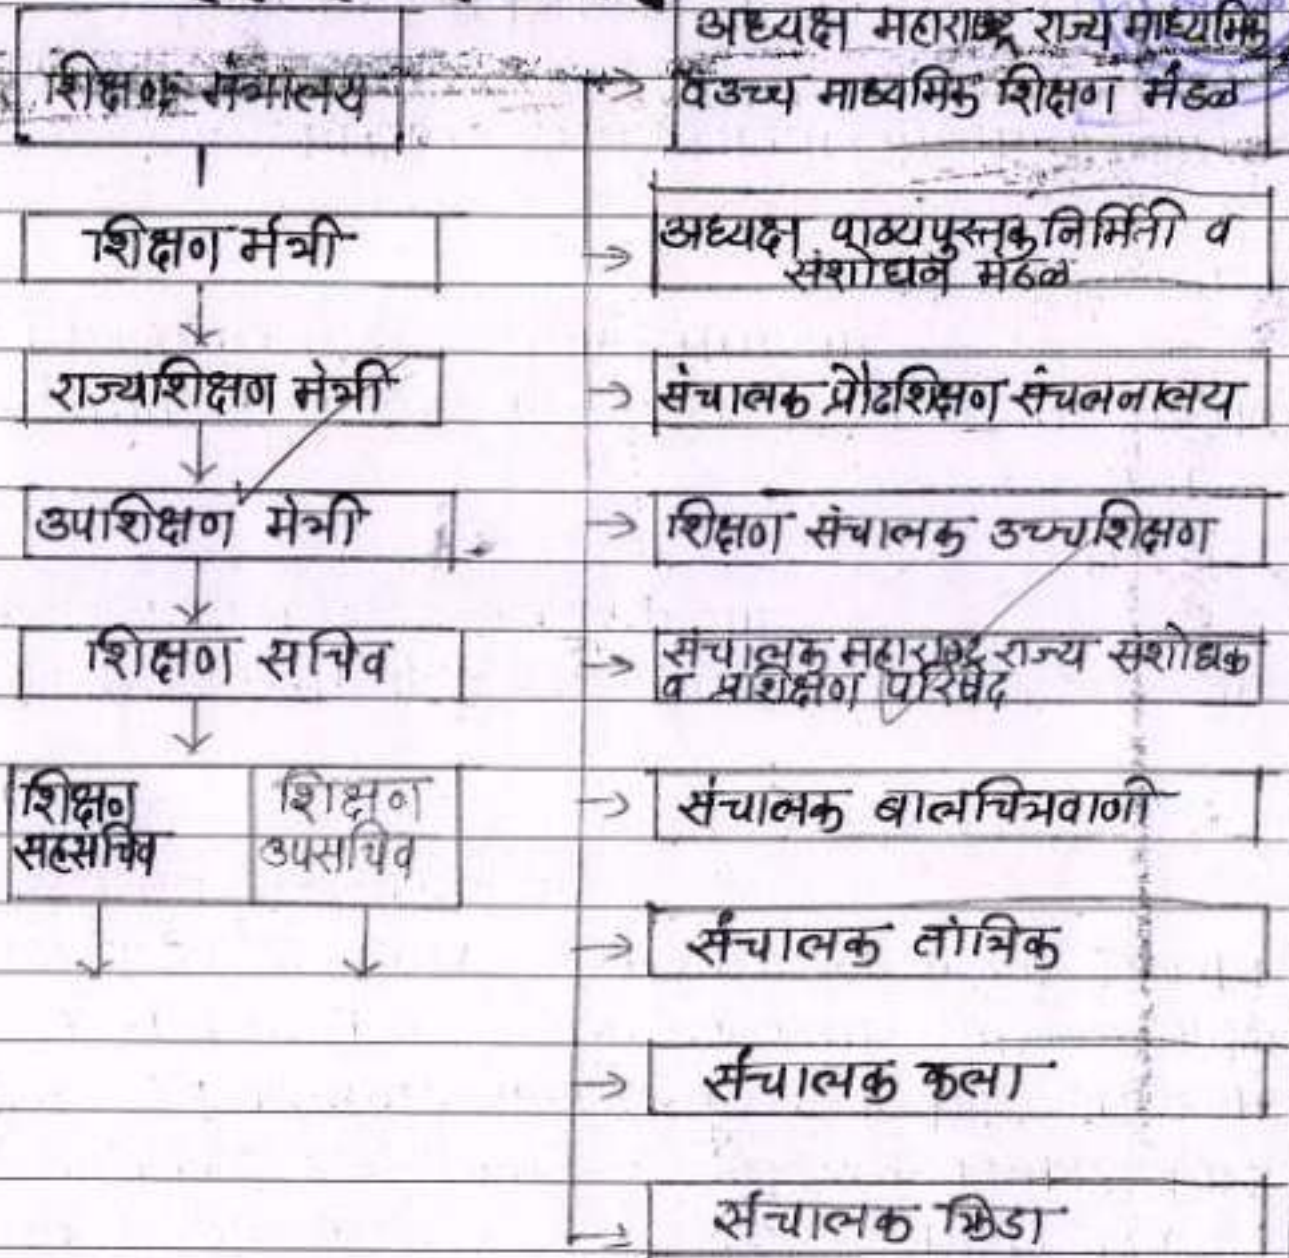 शिक्षण मंत्रालय
शिक्षण मंत्री
राज्यशिक्षण मंत्री
उपशिक्षण मंत्री
शिक्षण सचिव
शिक्षण
सहसचिव
शिक्षण
उपसचिव
अध्यक्ष महाराष्ट्र राज्य माध्यमिक
व उच्च माध्यमिक शिक्षण मंडळ
अध्यक्ष पाठ्यपुस्तक निर्मिती व
संशोधन मंडळ
संचालक प्रौढशिक्षण संचलनालय
शिक्षण संचालक उच्चशिक्षण
संचालक महाराष्ट्र राज्य संशोधक
व प्रशिक्षण परिषद
संचालक बालचित्रवाणी
संचालक तांत्रिक
संचालक कला
संचालक क्रिडा